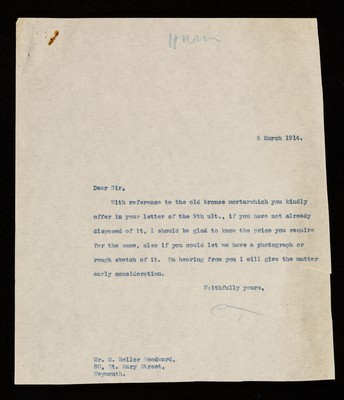 5 March 1914.
Dear Sir,
With reference to the old bronze mortarwhich you kindly
offer in your letter of the 9th ult., if you have not already
disposed of it, I should be glad to know the price you require
for the same, also if you could let me have a photograph or
rough sketch of it. On hearing from you I will give the matter
early consideration.
Faithfully yours,
Mr. E. Mellor Woodward,
80, St. Mary Street,
Weymouth.